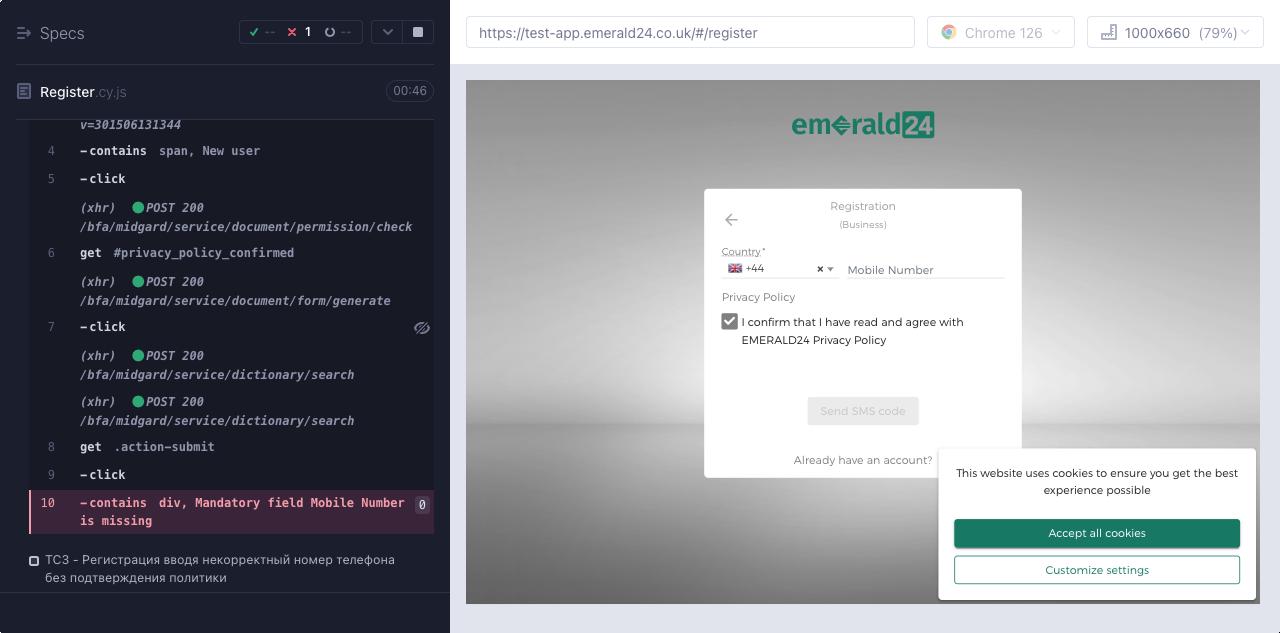 Specs
-- 1 --
Register.cy.js 00:46
v=301506131344
4 -contains span, New user
5 -click
(xhr) POST 200
/bfa/midgard/service/document/permission/check
6 get #privacy_policy_confirmed
(xhr) POST 200
/bfa/midgard/service/document/form/generate
7 -click
(xhr) POST 200
/bfa/midgard/service/dictionary/search
(xhr) POST 200
/bfa/midgard/service/dictionary/search
8 get .action-submit
9 -click
10 -contains div, Mandatory field Mobile Number 0
is missing
ТС3 - Регистрация вводя некорректный номер телефона
без подтверждения политики
https://test-app.emerald24.co.uk/#/register
Chrome 126
1000x660 (79%)
emerald24
Registration
(Business)
Country*
+44 × Mobile Number
Privacy Policy
I confirm that I have read and agree with
EMERALD24 Privacy Policy
Send SMS code
Already have an account?
This website uses cookies to ensure you get the best
experience possible
Accept all cookies
Customize settings